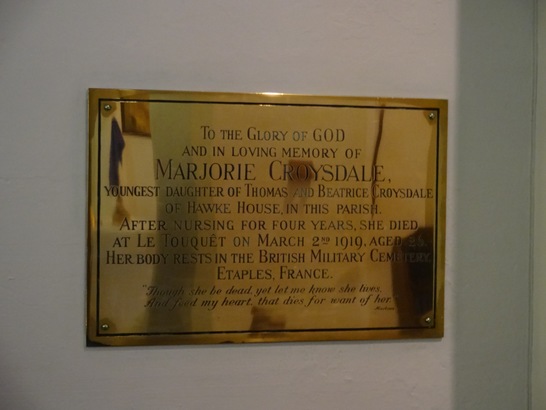 To the Glory of GOD
and in loving memory of
Marjorie Croysdale,
youngest daughter of Thomas and Beatrice Croysdale
of Hawke House, in this parish.
After nursing for four years, she died
at Le Touquêt on March 2nd 1919, aged
Her body rests in the British Military Cemetery
Etaples, France.
"Though she be dead, yet let me know she lives,
And feed my heart, that dies for want of her."